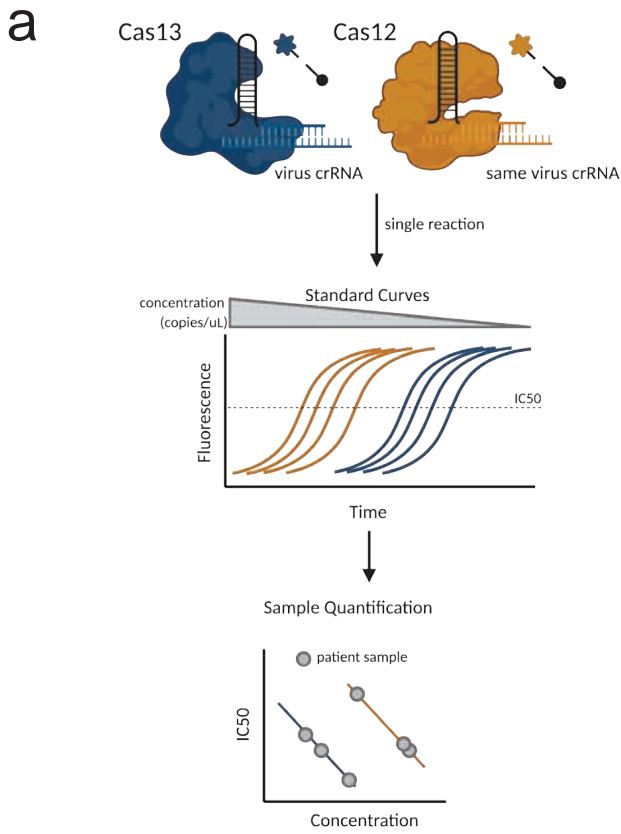 a
Cas13
Cas12
virus crRNA
same virus crRNA
single reaction
Standard Curves
concentration
(copies/uL)
Fluorescence
IC50
Time
Sample Quantification
patient sample
IC50
Concentration